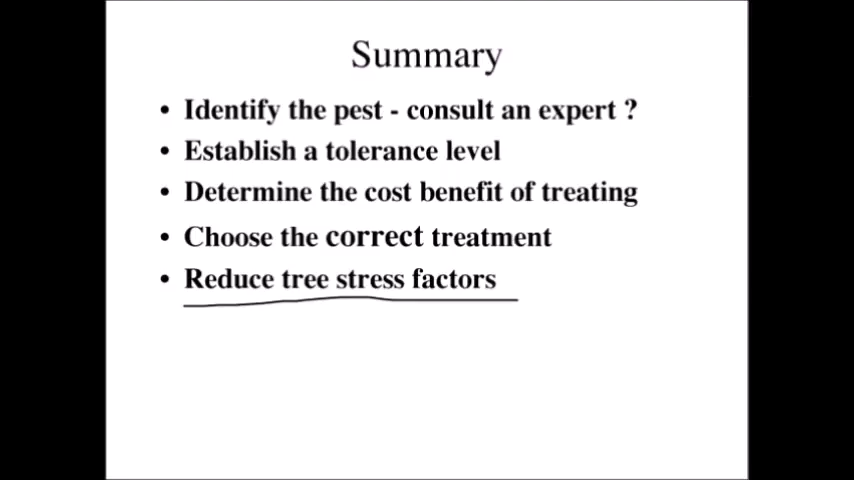 Summary
• Identify the pest - consult an expert ?
• Establish a tolerance level
• Determine the cost benefit of treating
• Choose the correct treatment
• Reduce tree stress factors